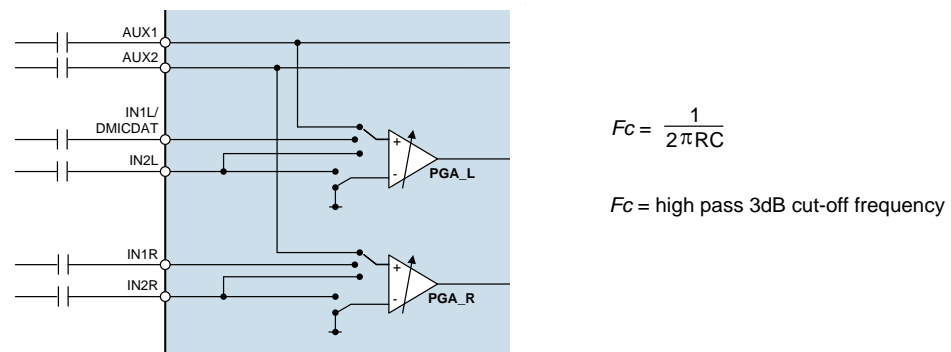 AUX1
AUX2
IN1L/
DMICDAT
IN2L
+
-
PGA_L
IN1R
IN2R
+
-
PGA_R
Fc = 1 / 2πRC
Fc = high pass 3dB cut-off frequency